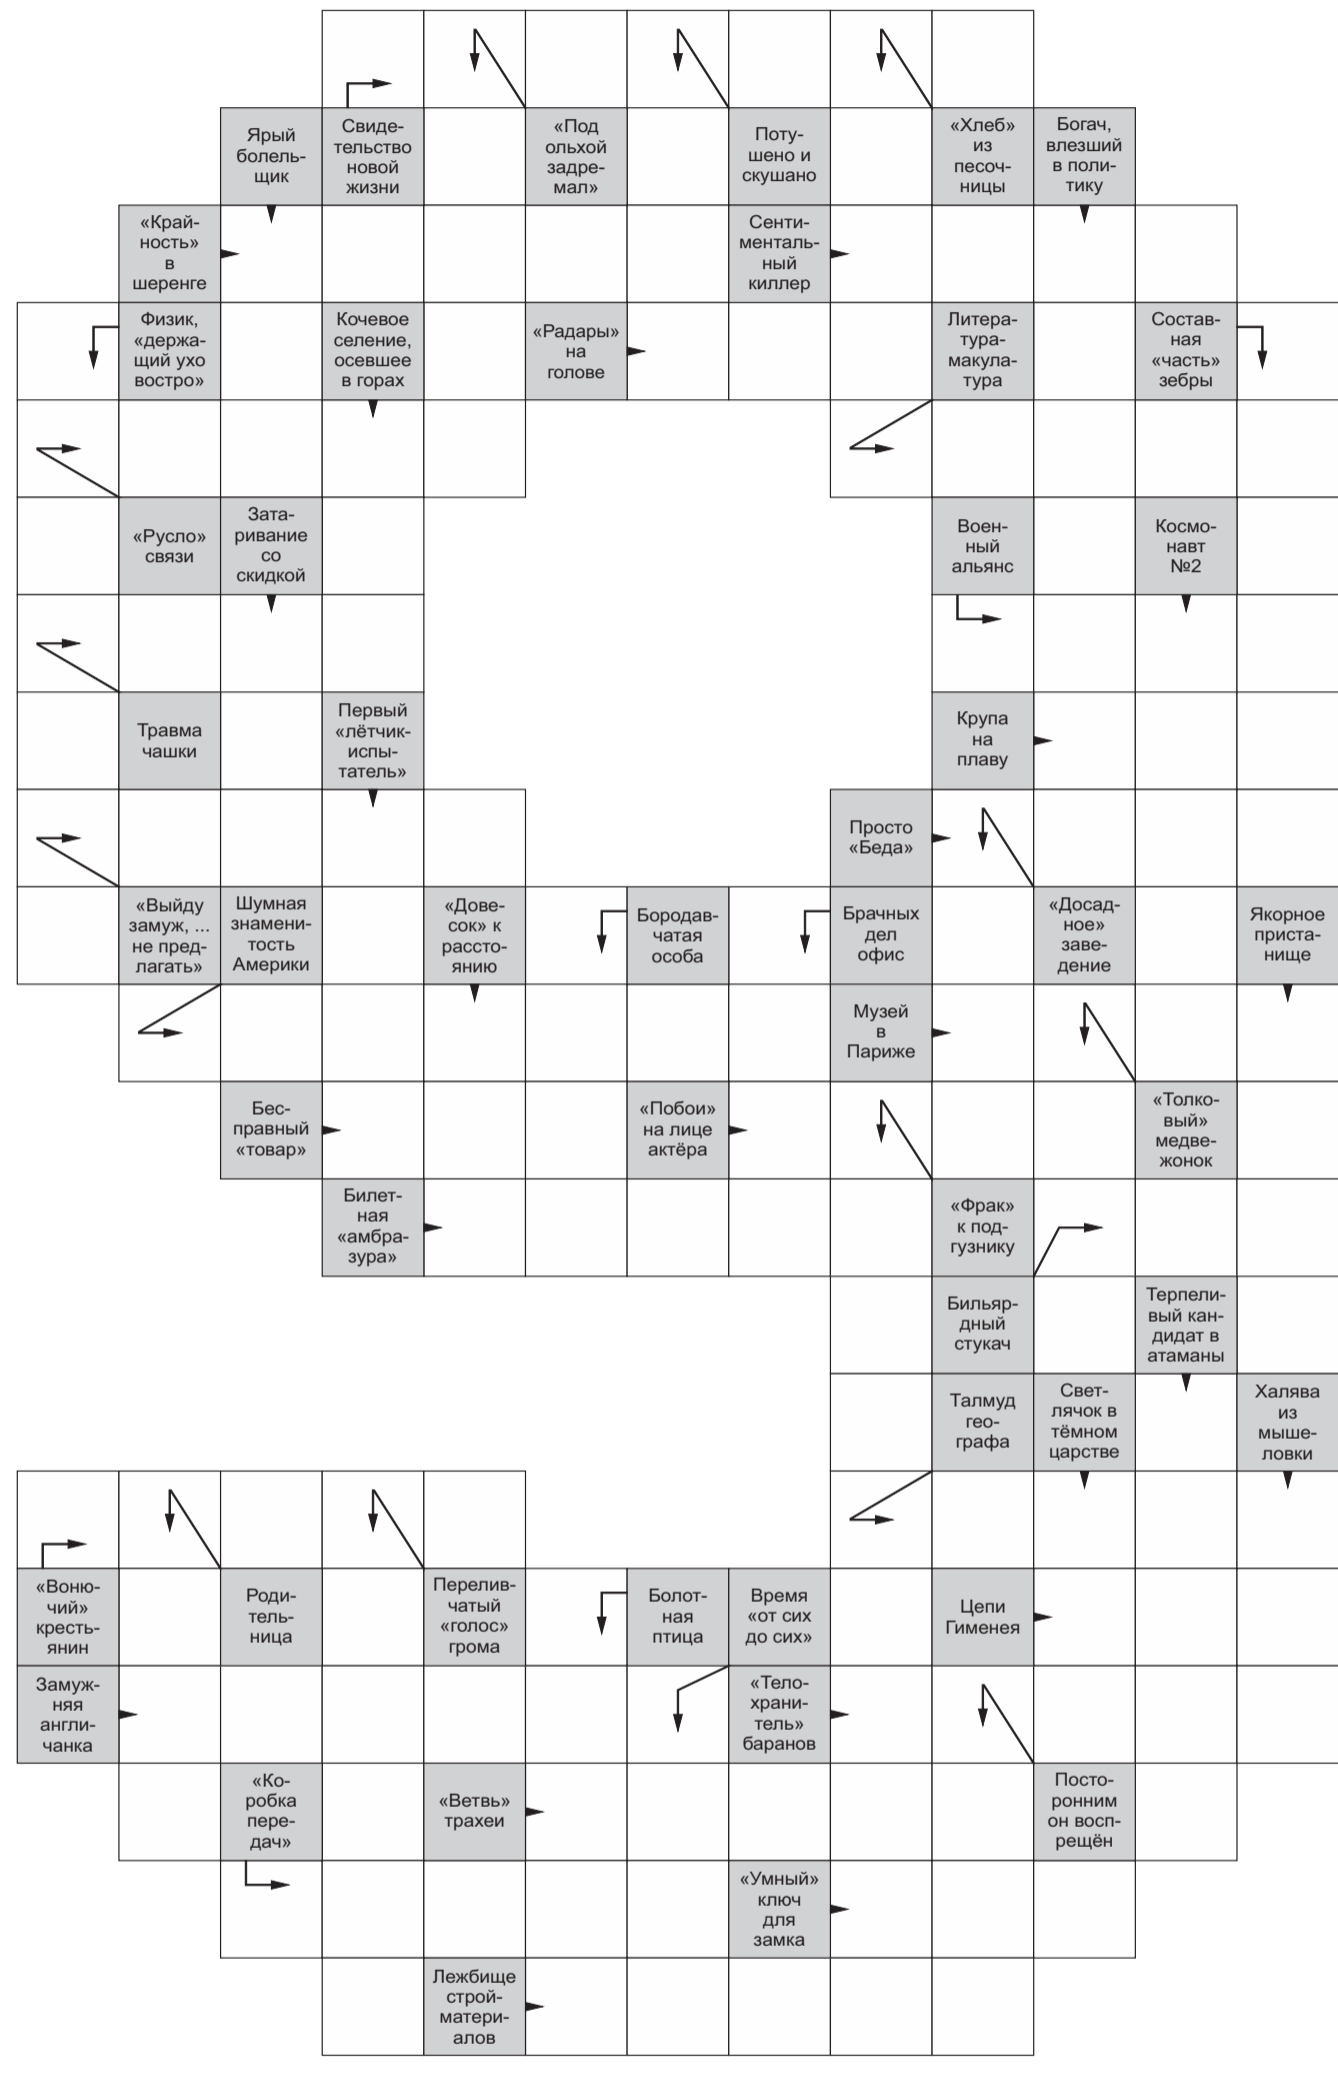 Ярый
болель-
щик
Свиде-
тельство
новой
жизни
«Под
ольхой
задре-
мал»
Поту-
шено и
скушано
«Хлеб»
из
песоч-
ницы
Богач,
влезший
в поли-
тику
«Край-
ность»
в
шеренге
Сенти-
менталь-
ный
киллер
Физик,
«держа-
щий ухо
востро»
Кочевое
селение,
осевшее
в горах
«Радары»
на
голове
Литера-
тура-
макула-
тура
Состав-
ная
«часть»
зебры
«Русло»
связи
Зата-
ривание
со
скидкой
Воен-
ный
альянс
Космо-
навт
№2
Травма
чашки
Первый
«лётчик-
испы-
татель»
Крупа
на
плаву
Просто
«Беда»
«Выйду
замуж, ...
не пред-
лагать»
Шумная
знамени-
тость
Америки
«Дове-
сок» к
рассто-
янию
Бородав-
чатая
особа
Брачных
дел
офис
«Досад-
ное»
заве-
дение
Якорное
приста-
нище
Музей
в
Париже
Бес-
правный
«товар»
«Побои»
на лице
актёра
«Толко-
вый»
медве-
жонок
Билет-
ная
«амбра-
зура»
«Фрак»
к под-
гузнику
Бильяр-
дный
стукач
Терпели-
вый кан-
дидат в
атаманы
Талмуд
гео-
графа
Свет-
лячок в
тёмном
царстве
Халява
из
мыше-
ловки
«Воню-
чий»
кресть-
янин
Роди-
тель-
ница
Перелив-
чатый
«голос»
грома
Болот-
ная
птица
Время
«от сих
до сих»
Цепи
Гименея
Замуж-
няя
англи-
чанка
«Тело-
храни-
тель»
баранов
«Ко-
робка
пере-
дач»
«Ветвь»
трахеи
Посто-
ронним
он восп-
рещён
«Умный»
ключ
для
замка
Лежбище
строй-
матери-
алов